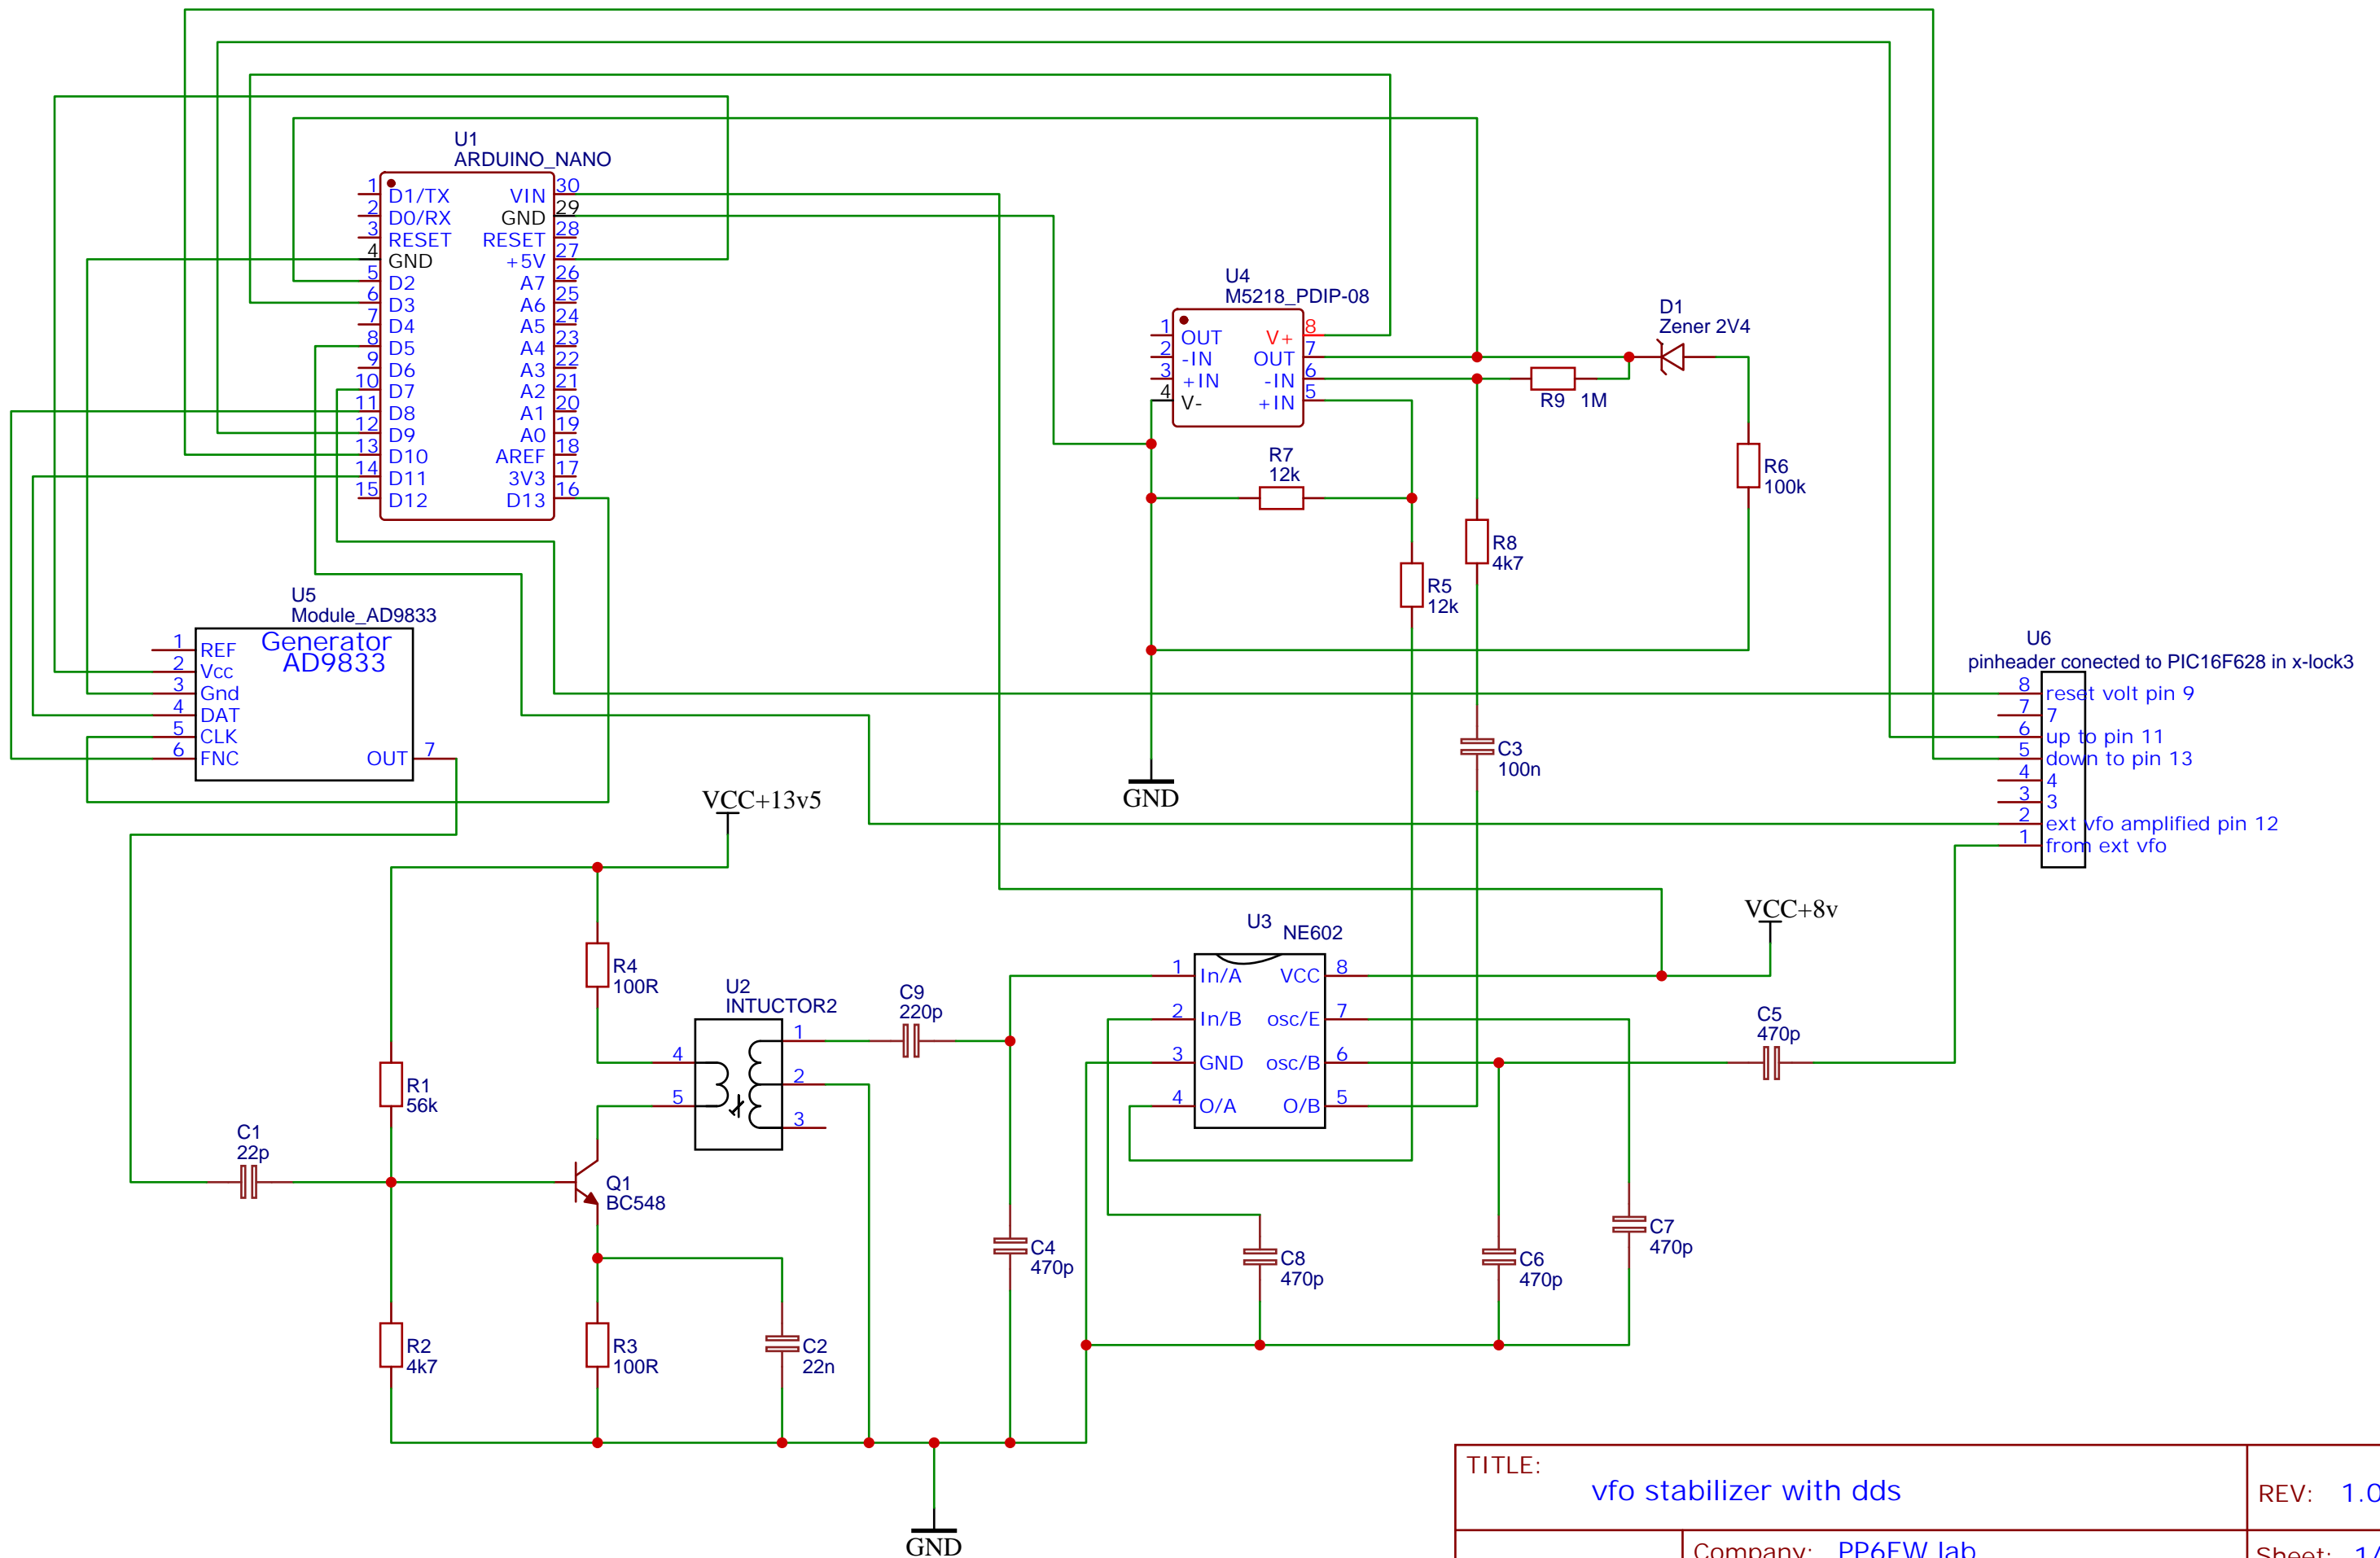 U1
ARDUINO_NANO
1 D1/TX VIN 30
2 D0/RX GND 29
3 RESET RESET 28
4 GND +5V 27
5 D2 A7 26
6 D3 A6 25
7 D4 A5 24
8 D5 A4 23
9 D6 A3 22
10 D7 A2 21
11 D8 A1 20
12 D9 A0 19
13 D10 AREF 18
14 D11 3V3 17
15 D12 D13 16
U4
M5218_PDIP-08
1 OUT V+ 8
2 -IN OUT 7
3 +IN -IN 6
4 V- +IN 5
D1
Zener 2V4
R9 1M
R7
12k
R6
100k
R8
4k7
R5
12k
U5
Module_AD9833
Generator
AD9833
1 REF
2 Vcc
3 Gnd
4 DAT
5 CLK
6 FNC OUT 7
U6
pinheader conected to PIC16F628 in x-lock3
8 reset volt pin 9
7 7
6 up to pin 11
5 down to pin 13
4 4
3 3
2 ext vfo amplified pin 12
1 from ext vfo
C3
100n
GND
VCC+13v5
VCC+8v
U3 NE602
1 In/A VCC 8
2 In/B osc/E 7
3 GND osc/B 6
4 O/A O/B 5
R4
100R
U2
INTUCTOR2
4 1
5 2
3
C9
220p
C5
470p
R1
56k
C1
22p
Q1
BC548
C4
470p
C8
470p
C6
470p
C7
470p
R2
4k7
R3
100R
C2
22n
GND
TITLE:
vfo stabilizer with dds
REV: 1.0
Company: PP6FW lab
Sheet: 1/